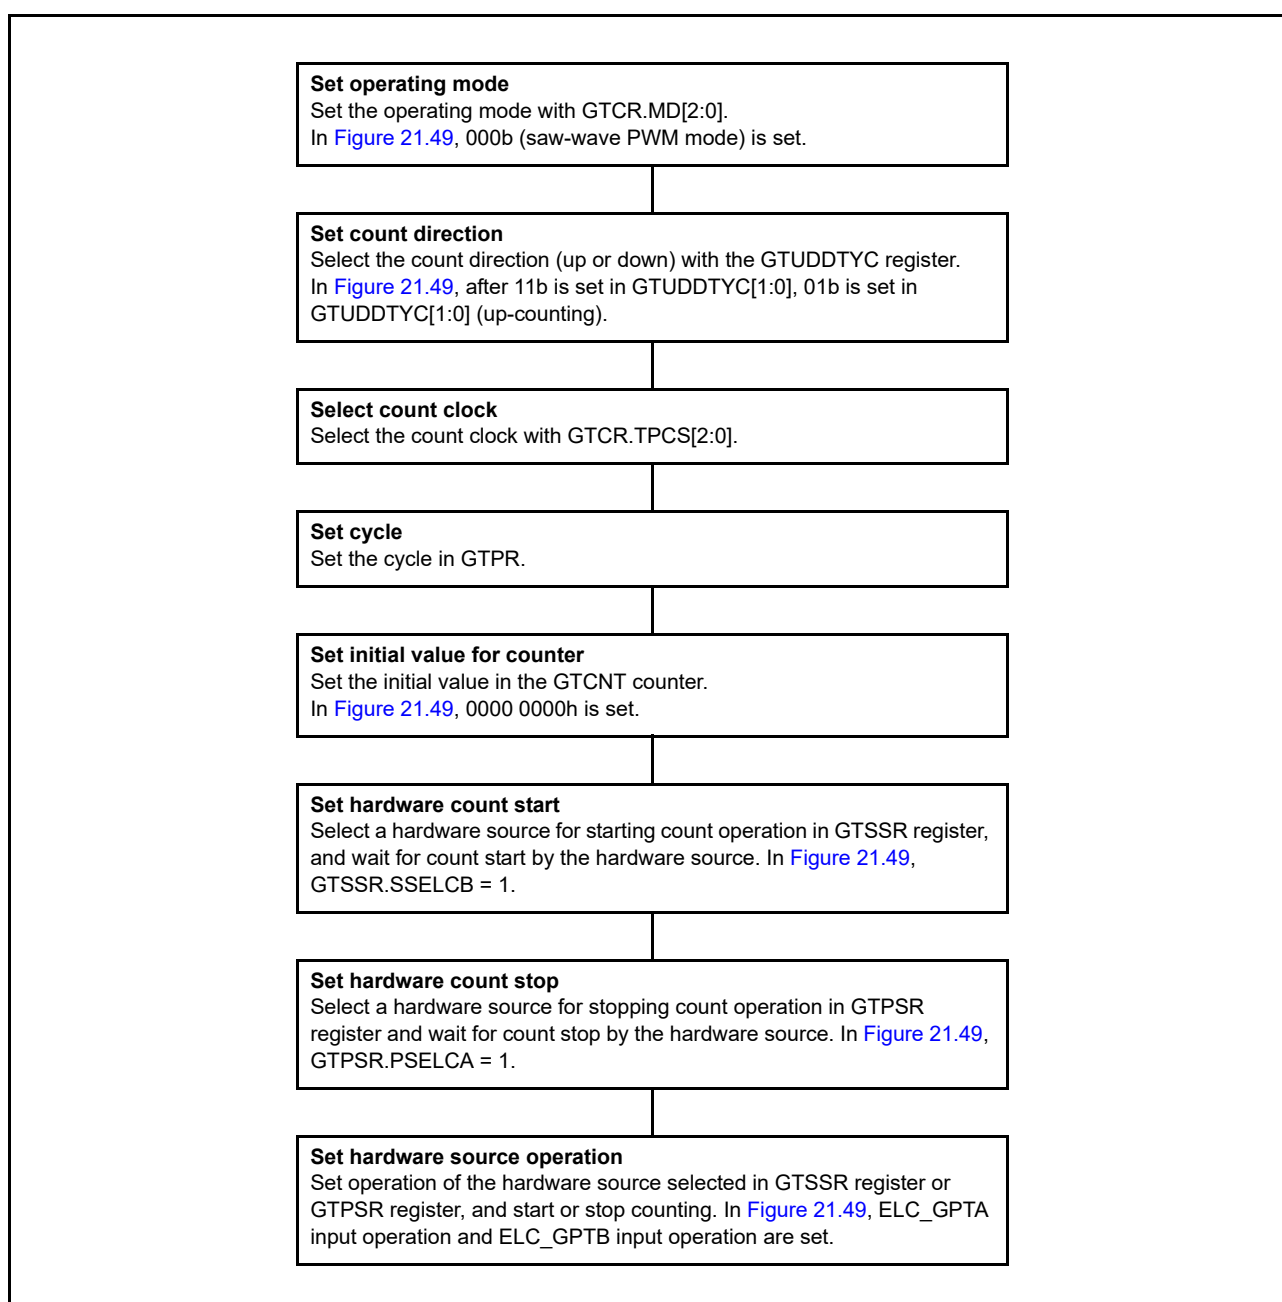 Set operating mode
Set the operating mode with GTCR.MD[2:0].
In Figure 21.49, 000b (saw-wave PWM mode) is set.
Set count direction
Select the count direction (up or down) with the GTUDDTYC register.
In Figure 21.49, after 11b is set in GTUDDTYC[1:0], 01b is set in
GTUDDTYC[1:0] (up-counting).
Select count clock
Select the count clock with GTCR.TPCS[2:0].
Set cycle
Set the cycle in GTPR.
Set initial value for counter
Set the initial value in the GTCNT counter.
In Figure 21.49, 0000 0000h is set.
Set hardware count start
Select a hardware source for starting count operation in GTSSR register,
and wait for count start by the hardware source. In Figure 21.49,
GTSSR.SSELCB = 1.
Set hardware count stop
Select a hardware source for stopping count operation in GTPSR
register and wait for count stop by the hardware source. In Figure 21.49,
GTPSR.PSELCA = 1.
Set hardware source operation
Set operation of the hardware source selected in GTSSR register or
GTPSR register, and start or stop counting. In Figure 21.49, ELC_GPTA
input operation and ELC_GPTB input operation are set.